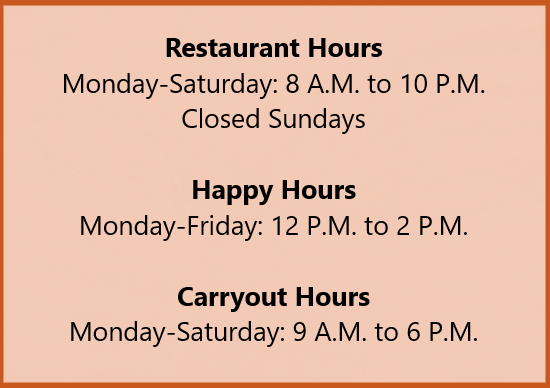 Restaurant Hours
Monday-Saturday: 8 A.M. to 10 P.M.
Closed Sundays
Happy Hours
Monday-Friday: 12 P.M. to 2 P.M.
Carryout Hours
Monday-Saturday: 9 A.M. to 6 P.M.